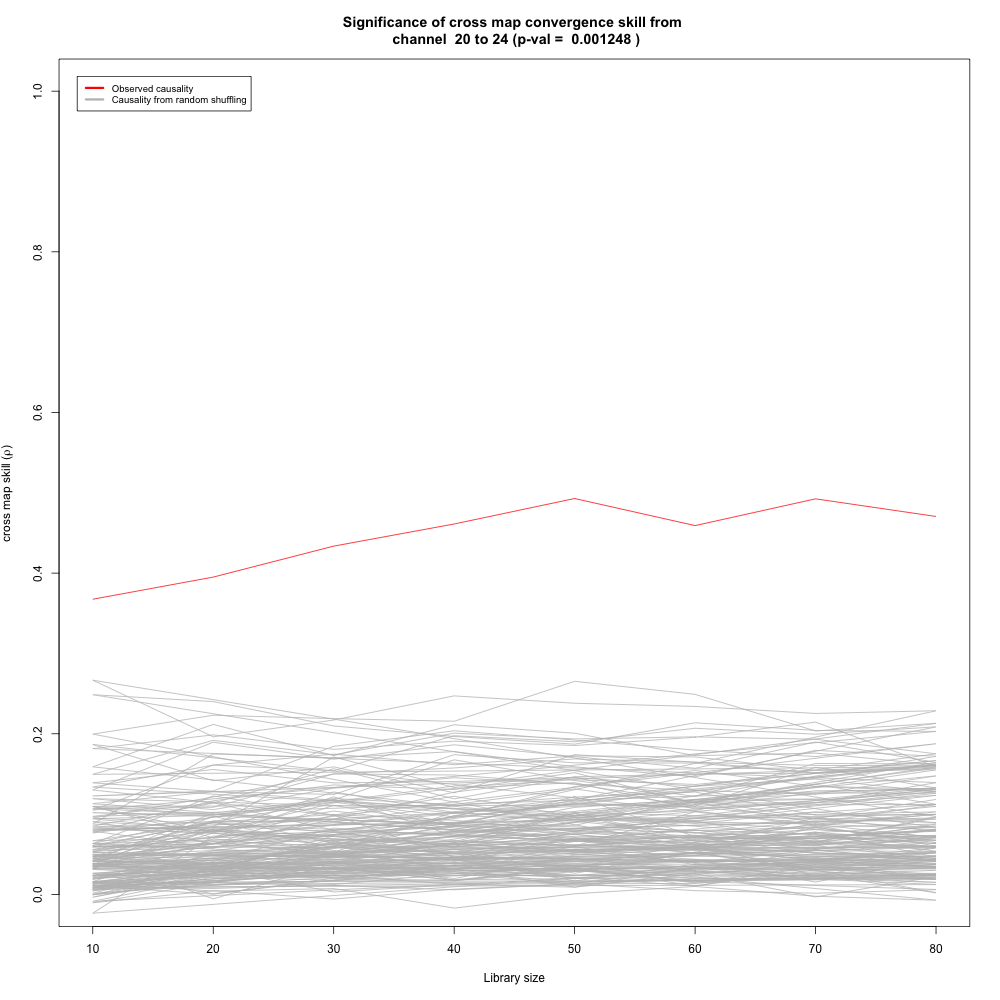 Significance of cross map convergence skill from
channel 20 to 24 (p-val = 0.001248 )
Observed causality
Causality from random shuffling
1.0
0.8
0.6
0.4
0.2
0.0
cross map skill (ρ)
10 20 30 40 50 60 70 80
Library size